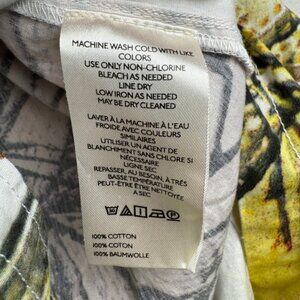 MACHINE WASH COLD WITH LIKE
COLORS
USE ONLY NON-CHLORINE
BLEACH AS NEEDED
LINE DRY
LOW IRON AS NEEDED
MAY BE DRY CLEANED
LAVER À LA MACHINE À L'EAU
FROIDE AVEC COULEURS
SIMILAIRES
UTILISER UN AGENT DE
BLANCHIMENT SANS CHLORE SI
NÉCESSAIRE
LIGNE SEC
REPASSER, AU BESOIN, À TRÈS
BASSE TEMPÉRATURE
PEUT-ÊTRE ÊTRE NETTOYÉ
A SEC
100% COTTON
100% COTON
100% BAUMWOLLE